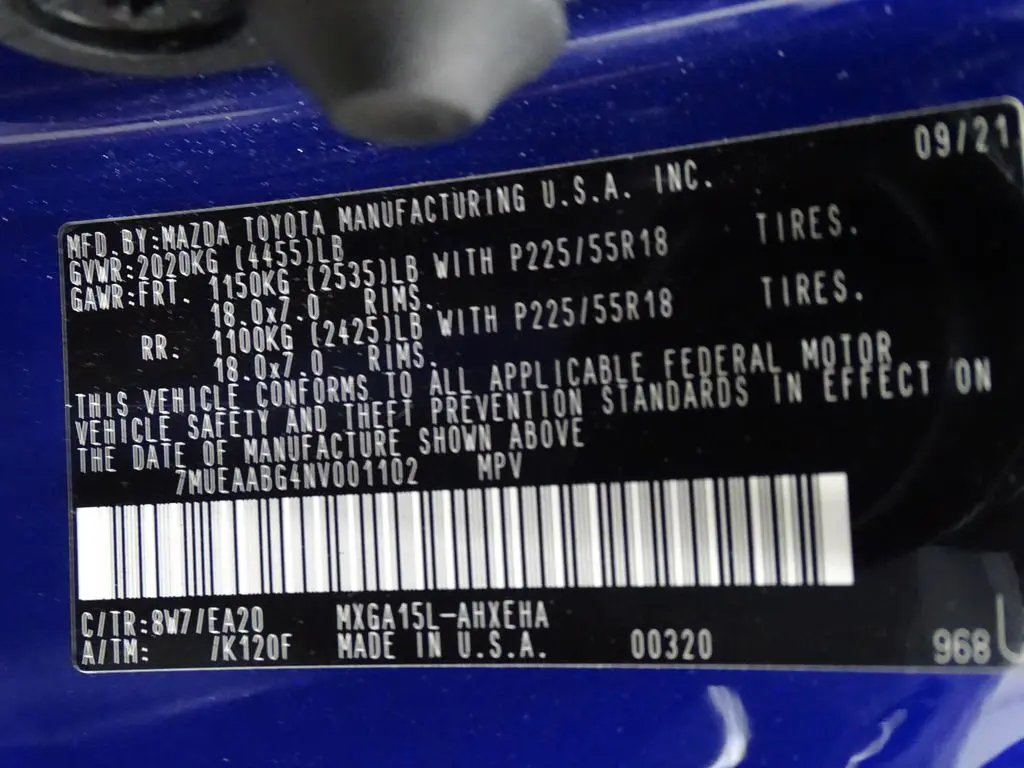 09/21
MFD.BY:MAZDA TOYOTA MANUFACTURING U.S.A. INC.
GVWR:2020KG (4455)LB
GAWR:FRT. 1150KG (2535)LB WITH P225/55R18 TIRES.
18.0x7.0 RIMS.
RR. 1100KG (2425)LB WITH P225/55R18 TIRES.
18.0x7.0 RIMS.
THIS VEHICLE CONFORMS TO ALL APPLICABLE FEDERAL MOTOR
VEHICLE SAFETY AND THEFT PREVENTION STANDARDS IN EFFECT ON
THE DATE OF MANUFACTURE SHOWN ABOVE
7MUEAABG4NV001102 MPV
C/TR:8W7/EA20 MXGA15L-AHXEHA
A/TM: /K120F MADE IN U.S.A. 00320 968